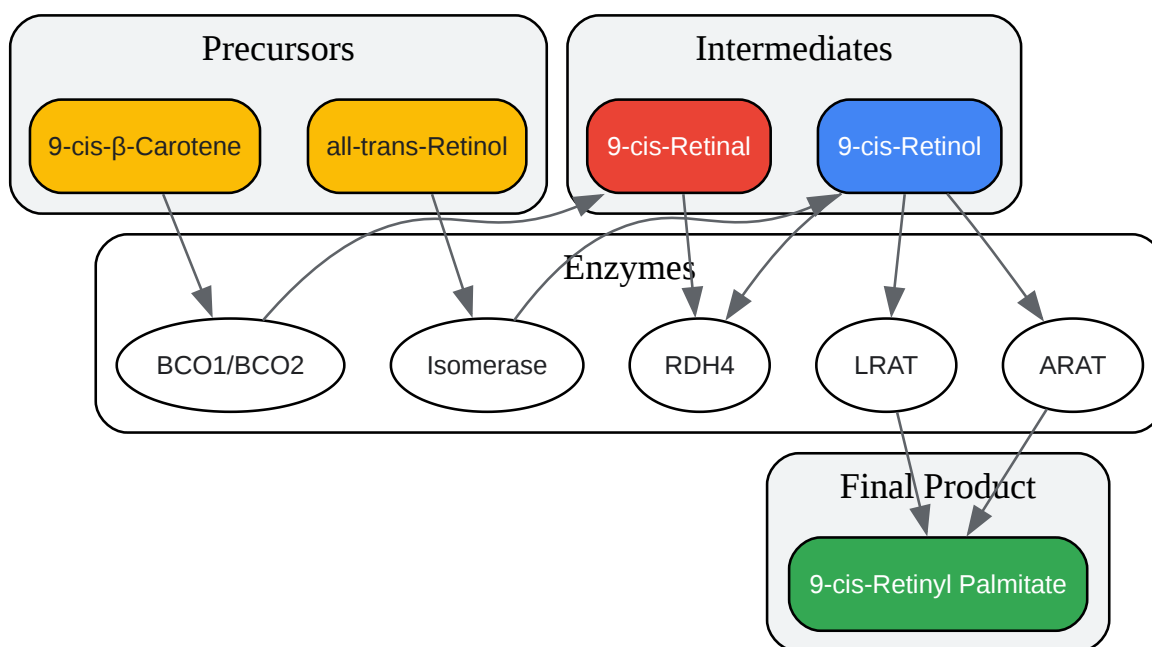 Precursors
Intermediates
9-cis-β-Carotene
all-trans-Retinol
9-cis-Retinal
9-cis-Retinol
Enzymes
BCO1/BCO2
Isomerase
RDH4
LRAT
ARAT
Final Product
9-cis-Retinyl Palmitate